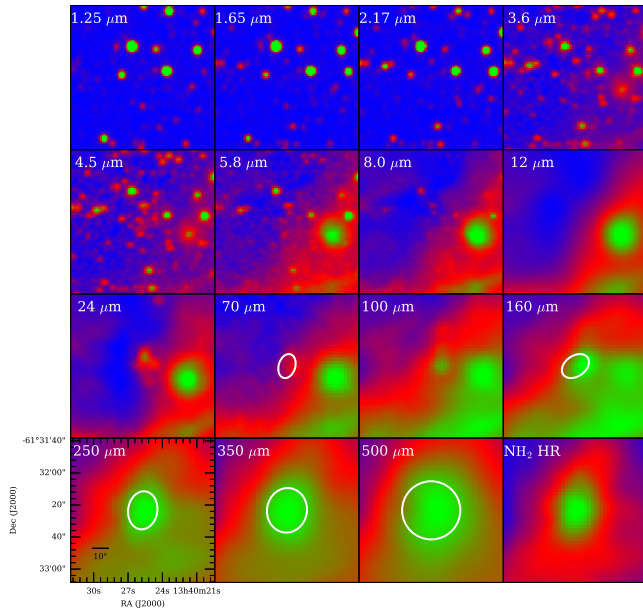 1.25 μm
1.65 μm
2.17 μm
3.6 μm
4.5 μm
5.8 μm
8.0 μm
12 μm
24 μm
70 μm
100 μm
160 μm
250 μm
350 μm
500 μm
NH₂ HR
-61°31'40"
32'00"
20"
40"
33'00"
Dec (J2000)
10"
30s 27s 24s 13h40m21s
RA (J2000)